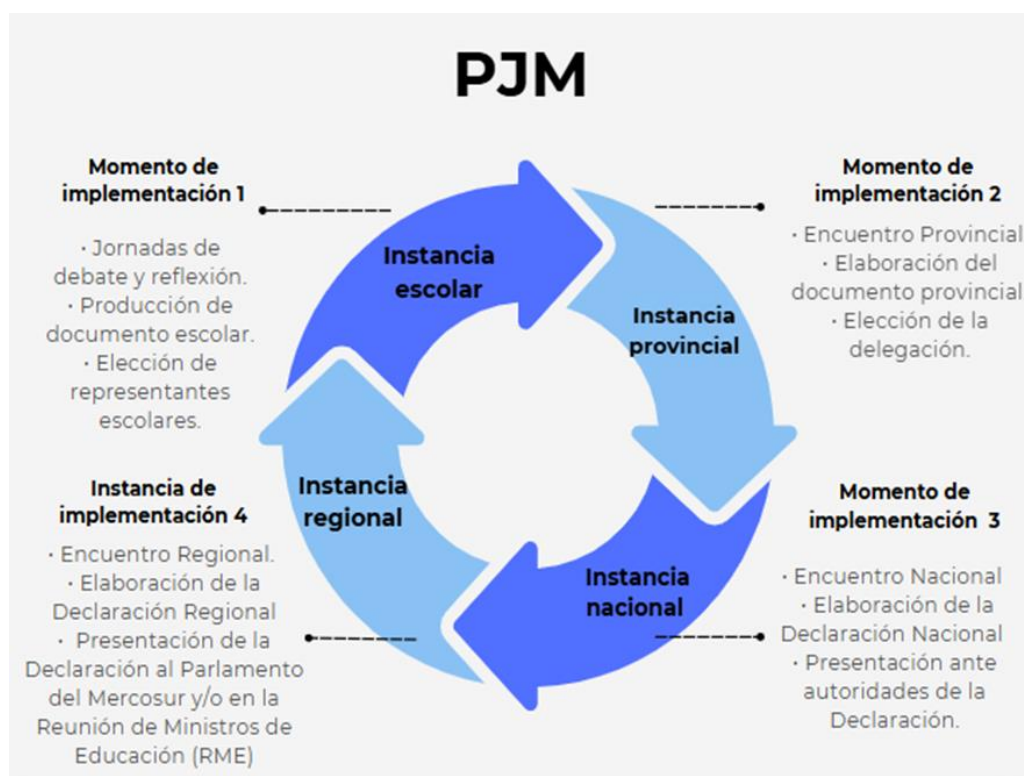 PJM
Momento de
implementación 1
· Jornadas de
debate y reflexión.
· Producción de
documento escolar.
· Elección de
representantes
escolares.
Instancia
escolar
Momento de
implementación 2
· Encuentro Provincial
· Elaboración del
documento provincial
· Elección de la
delegación.
Instancia
provincial
Momento de
implementación 3
· Encuentro Nacional
· Elaboración de la
Declaración Nacional
· Presentación ante
autoridades de la
Declaración.
Instancia
nacional
Instancia de
implementación 4
· Encuentro Regional.
· Elaboración de la
Declaración Regional
· Presentación de la
Declaración al Parlamento
del Mercosur y/o en la
Reunión de Ministros de
Educación (RME)
Instancia
regional